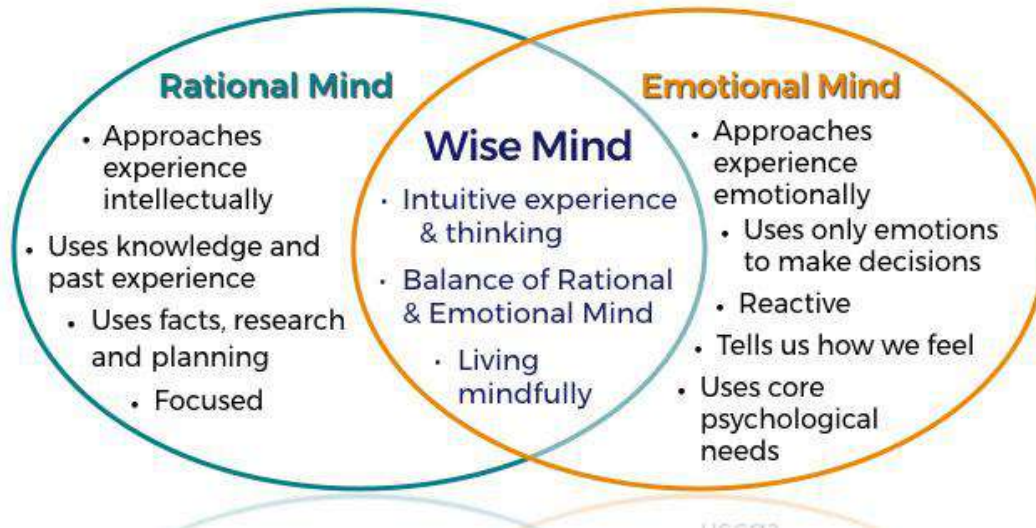 Rational Mind
• Approaches
experience
intellectually
• Uses knowledge and
past experience
• Uses facts, research
and planning
• Focused
Wise Mind
• Intuitive experience
& thinking
• Balance of Rational
& Emotional Mind
• Living
mindfully
Emotional Mind
• Approaches
experience
emotionally
• Uses only emotions
to make decisions
• Reactive
• Tells us how we feel
• Uses core
psychological
needs